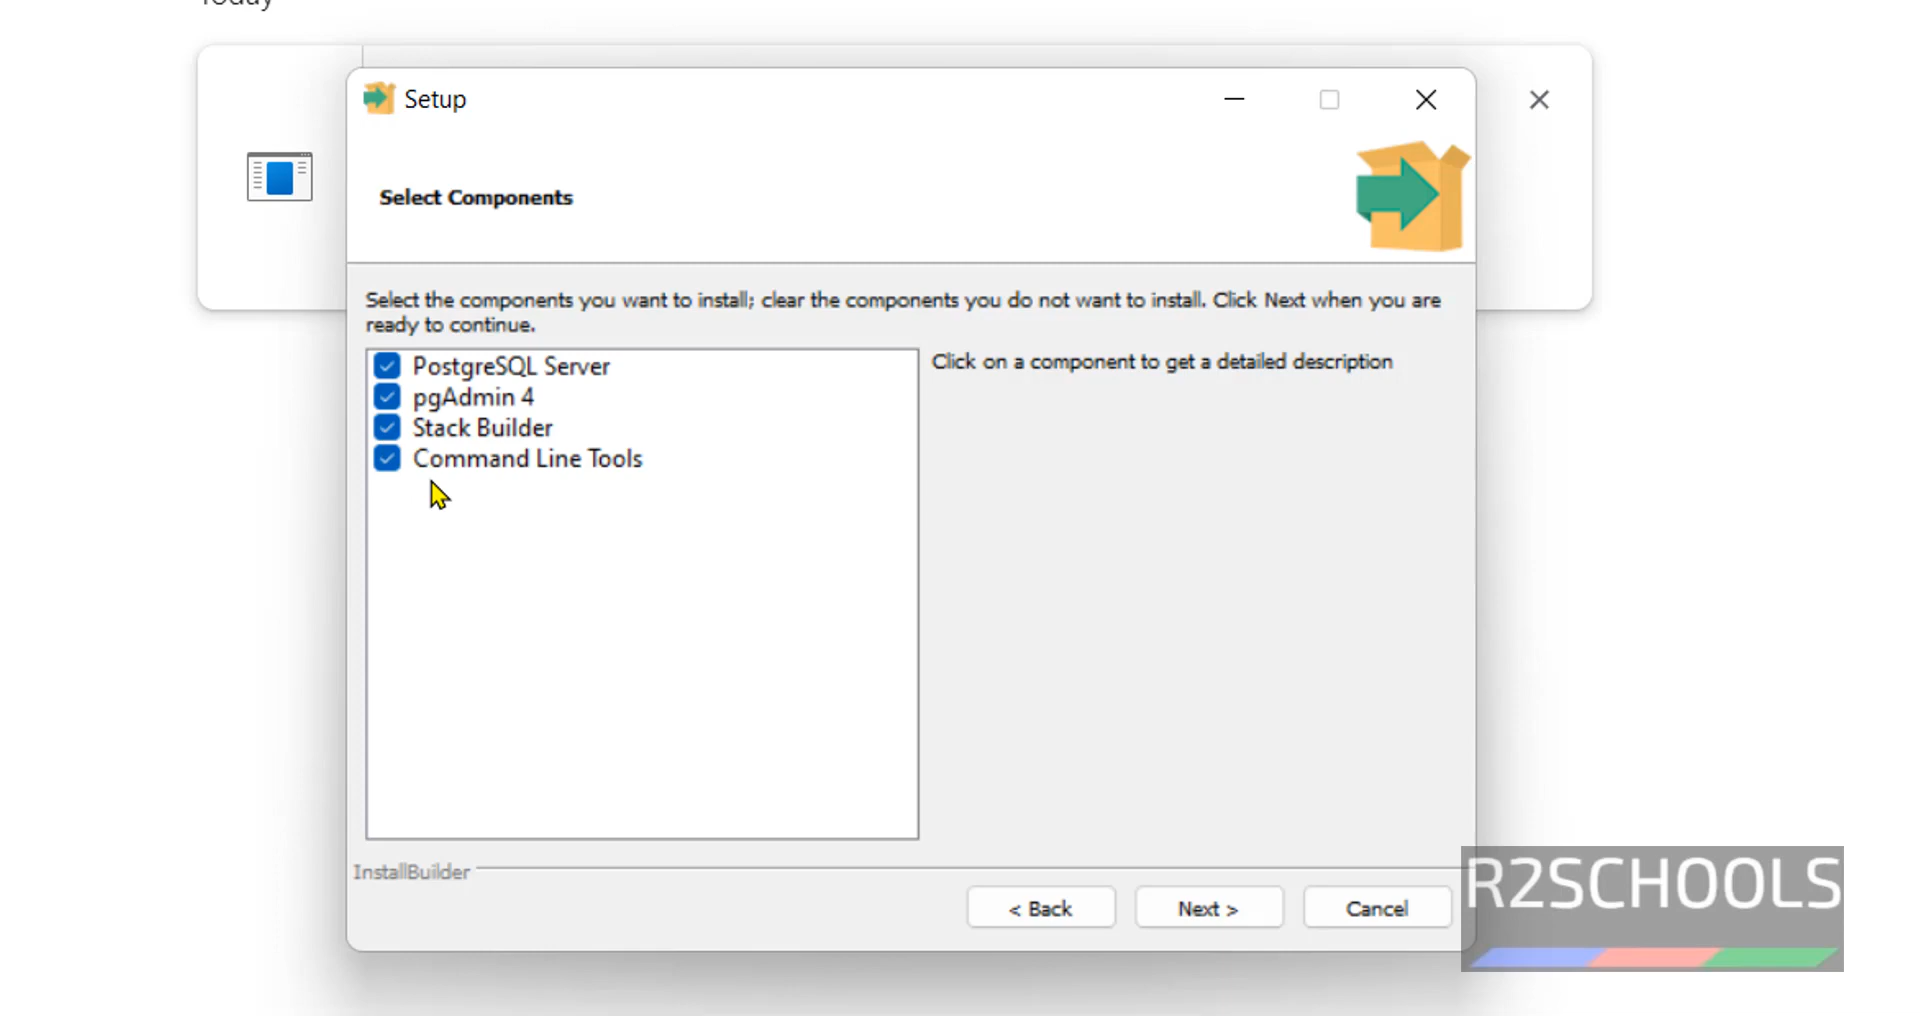 Today
Setup
Select Components
Select the components you want to install; clear the components you do not want to install. Click Next when you are
ready to continue.
PostgreSQL Server
pgAdmin 4
Stack Builder
Command Line Tools
Click on a component to get a detailed description
InstallBuilder
< Back
Next >
Cancel
R2SCHOOLS